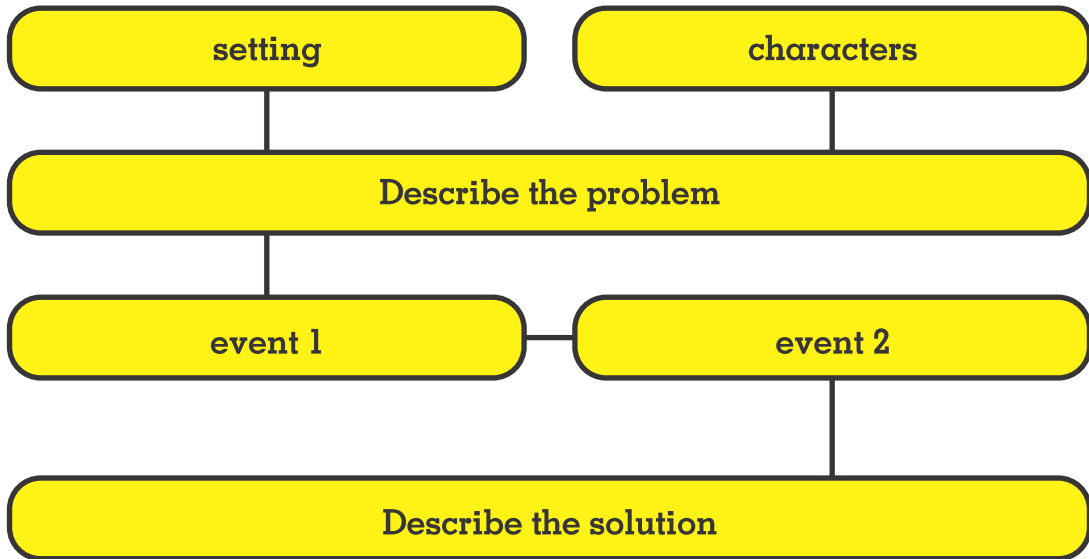 setting
characters
Describe the problem
event 1
event 2
Describe the solution